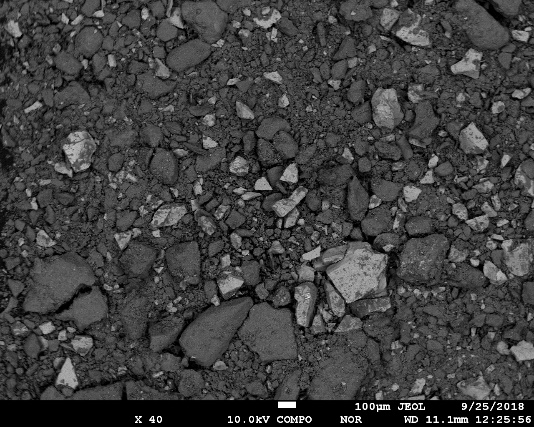 100µm JEOL 9/25/2018
X 40 10.0kV COMPO NOR WD 11.1mm 12:25:56